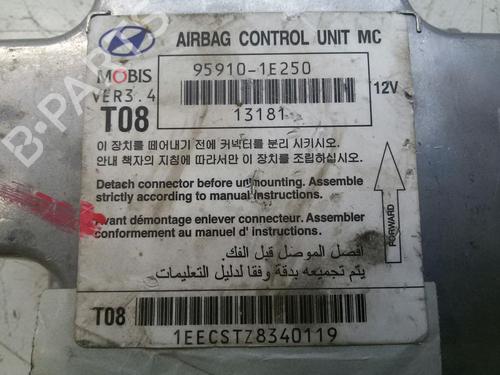 AIRBAG CONTROL UNIT MC
MOBIS
95910-1E250
VER3.4
12V
T08
13181
이 장치를 떼어내기 전에 커넥터를 분리 시키시오.
안내 책자의 지침에 따라서만 이 장치를 조립하십시오.
Detach connector before unmounting. Assemble
strictly according to manual instructions.
Avant démontage enlever connecteur. Assembler
conformement au manuel d' instructions.
FORWARD
افصل الموصل قبل الفك.
يتم تجميعه بدقة وفقا لدليل التعليمات.
T08
1EECSTZ8340119
B-PARTS